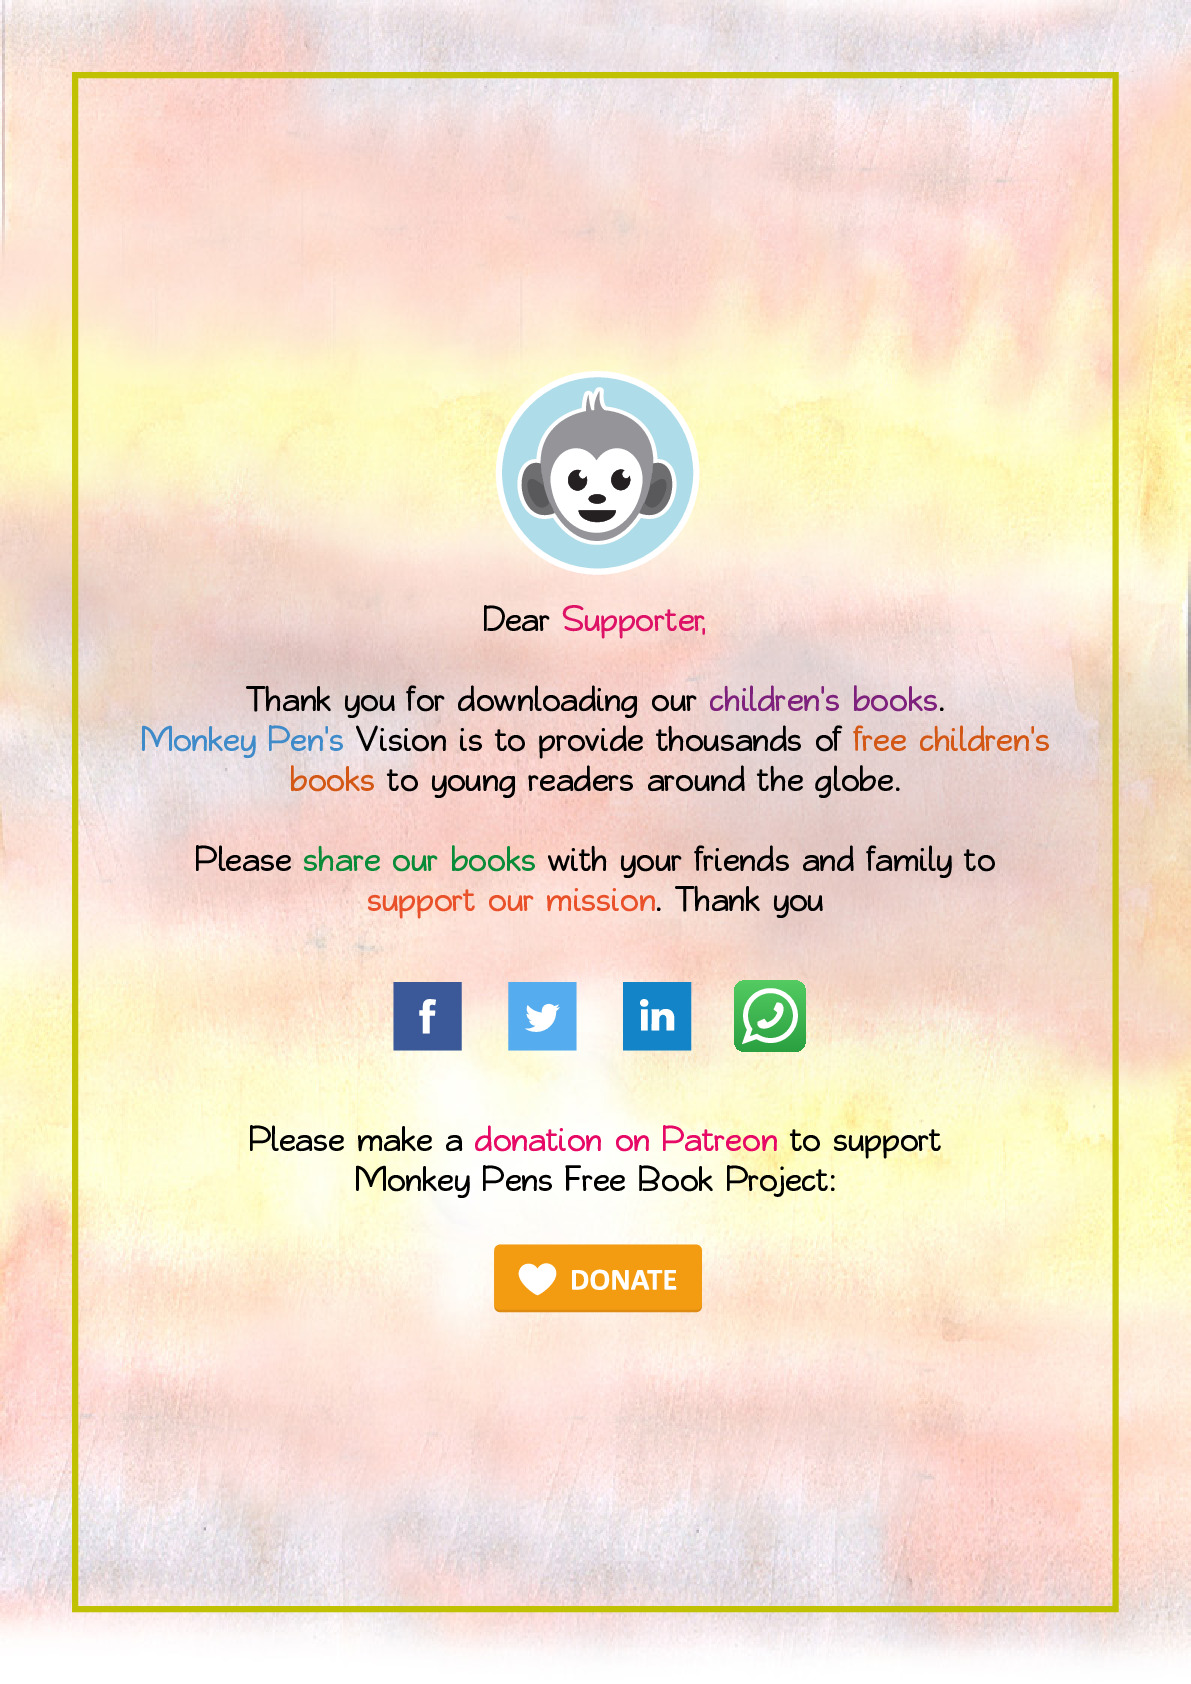 Dear Supporter,
Thank you for downloading our children's books.
Monkey Pen's Vision is to provide thousands of free children's
books to young readers around the globe.
Please share our books with your friends and family to
support our mission. Thank you
f
in
Please make a donation on Patreon to support
Monkey Pens Free Book Project:
DONATE